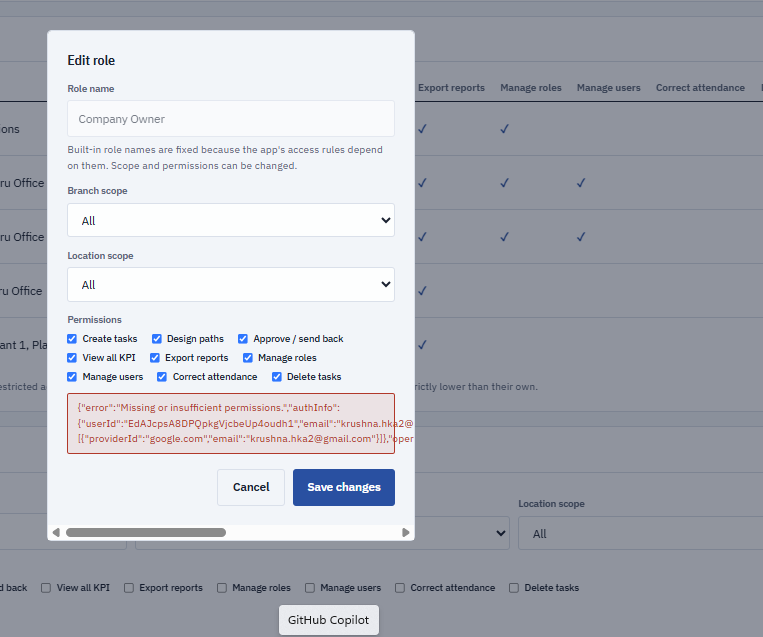 Edit role
Role name
Company Owner
Built-in role names are fixed because the app's access rules depend
on them. Scope and permissions can be changed.
Branch scope
All
Location scope
All
Permissions
Create tasks Design paths Approve / send back
View all KPI Export reports Manage roles
Manage users Correct attendance Delete tasks
{"error":"Missing or insufficient permissions.","authInfo":
{"userId":"EdAJcpsA8DPQpkgVjcbeUp4oudh1","email":"krushna.hka2@
[{"providerId":"google.com","email":"krushna.hka2@gmail.com"}]},"oper
Cancel Save changes
Export reports Manage roles Manage users Correct attendance
ons
ru Office
ru Office
ru Office
ant 1, Pla
estricted a
rictly lower than their own.
Location scope
All
d back View all KPI Export reports Manage roles Manage users Correct attendance Delete tasks
GitHub Copilot